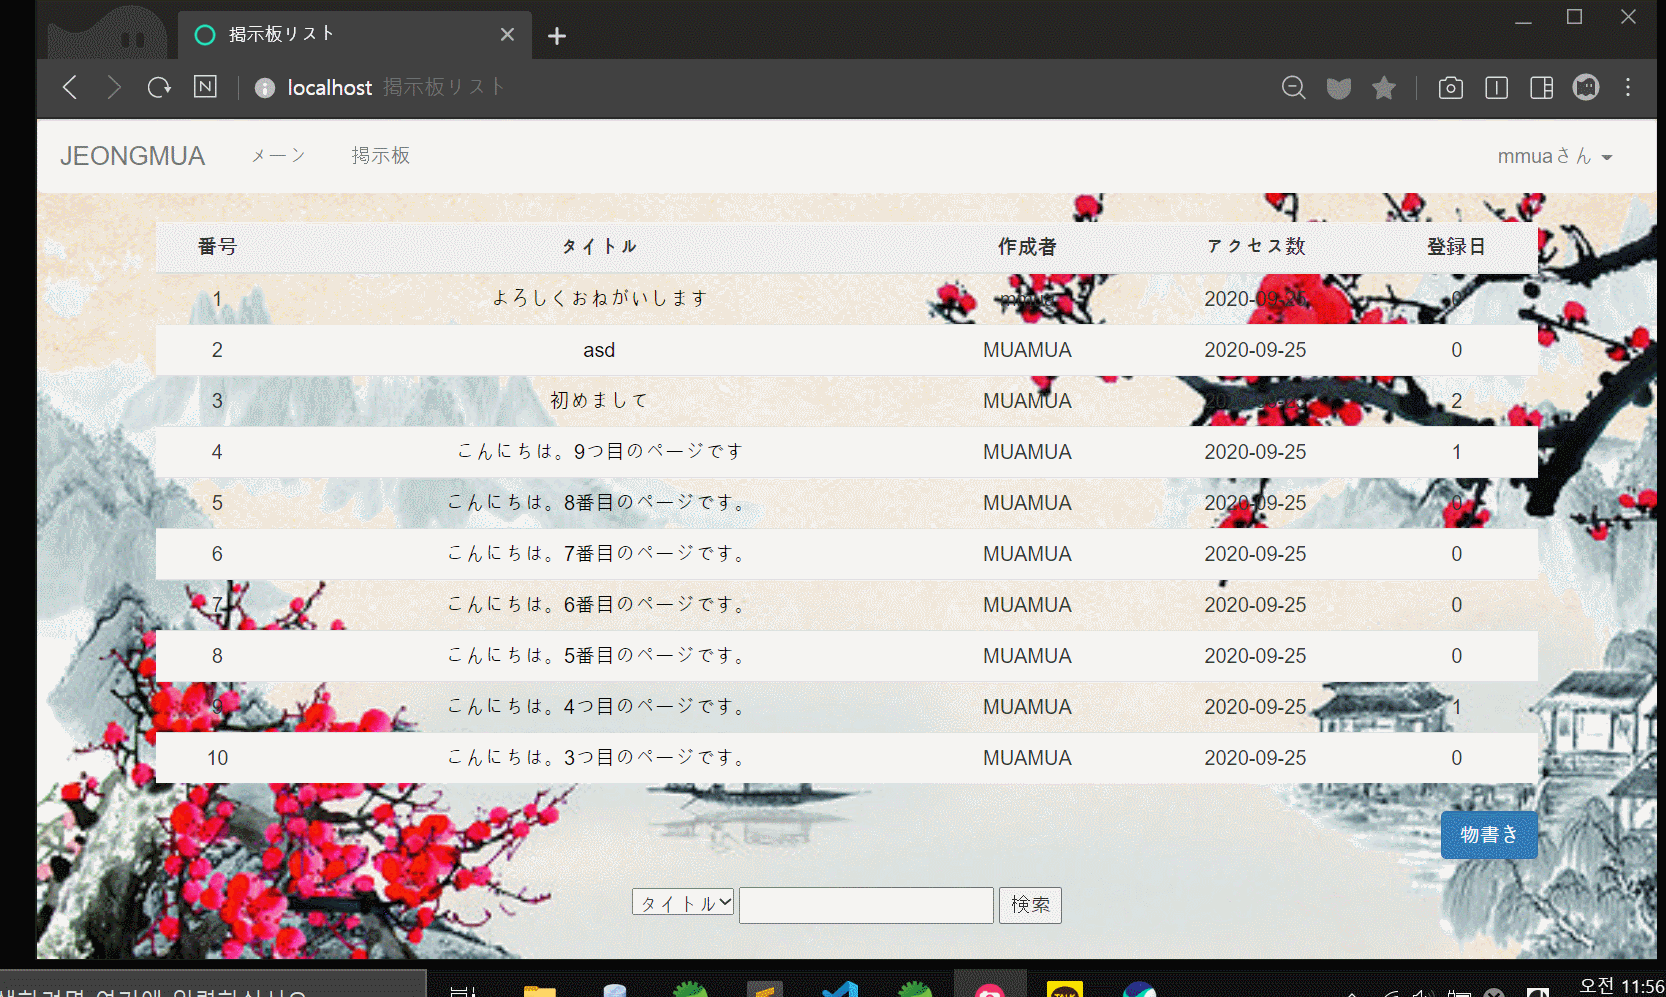 掲示板リスト
localhost 掲示板リスト
JEONGMUA メーン 掲示板 mmuaさん
番号 タイトル 作成者 アクセス数 登録日
1 よろしくおねがいします mmua 2020-09-25 0
2 asd MUAMUA 2020-09-25 0
3 初めまして MUAMUA 2020-09-25 2
4 こんにちは。9つ目のページです MUAMUA 2020-09-25 1
5 こんにちは。8番目のページです。 MUAMUA 2020-09-25 0
6 こんにちは。7番目のページです。 MUAMUA 2020-09-25 0
7 こんにちは。6番目のページです。 MUAMUA 2020-09-25 0
8 こんにちは。5番目のページです。 MUAMUA 2020-09-25 0
9 こんにちは。4つ目のページです。 MUAMUA 2020-09-25 1
10 こんにちは。3つ目のページです。 MUAMUA 2020-09-25 0
物書き
タイトル 検索
오전 11:56